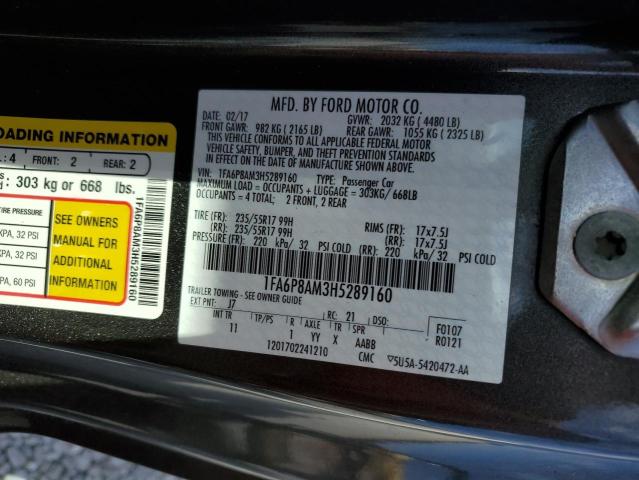 OADING INFORMATION
: 4 FRONT: 2 REAR: 2
: 303 kg or 668 lbs.
TIRE PRESSURE
KPA, 32 PSI
KPA, 32 PSI
KPA, 60 PSI
SEE OWNERS
MANUAL FOR
ADDITIONAL
INFORMATION
1FA6P8AM3H5289160
MFD. BY FORD MOTOR CO.
DATE: 02/17 GVWR: 2032 KG ( 4480 LB)
FRONT GAWR: 982 KG ( 2165 LB) REAR GAWR: 1055 KG ( 2325 LB)
THIS VEHICLE CONFORMS TO ALL APPLICABLE FEDERAL MOTOR
VEHICLE SAFETY, BUMPER, AND THEFT PREVENTION STANDARDS
IN EFFECT ON THE DATE OF MANUFACTURE SHOWN ABOVE.
VIN: 1FA6P8AM3H5289160 TYPE: Passenger Car
MAXIMUM LOAD = OCCUPANTS + LUGGAGE = 303KG/ 668LB
OCCUPANTS = 4 TOTAL; 2 FRONT, 2 REAR
TIRE (FR): 235/55R17 99H RIMS (FR): 17x7.5J
(RR): 235/55R17 99H (RR): 17x7.5J
PRESSURE (FR): 220 kPa/ 32 PSI COLD (RR): 220 kPa/ 32 PSI COLD
1FA6P8AM3H5289160
TRAILER TOWING - SEE OWNER GUIDE
EXT PNT: J7 RC: 21 DSO: F0107
INT TR TP/PS R TR SPR R0121
11 1 YY X AABB
1201702241210 CMC 5U5A-5420472-AA